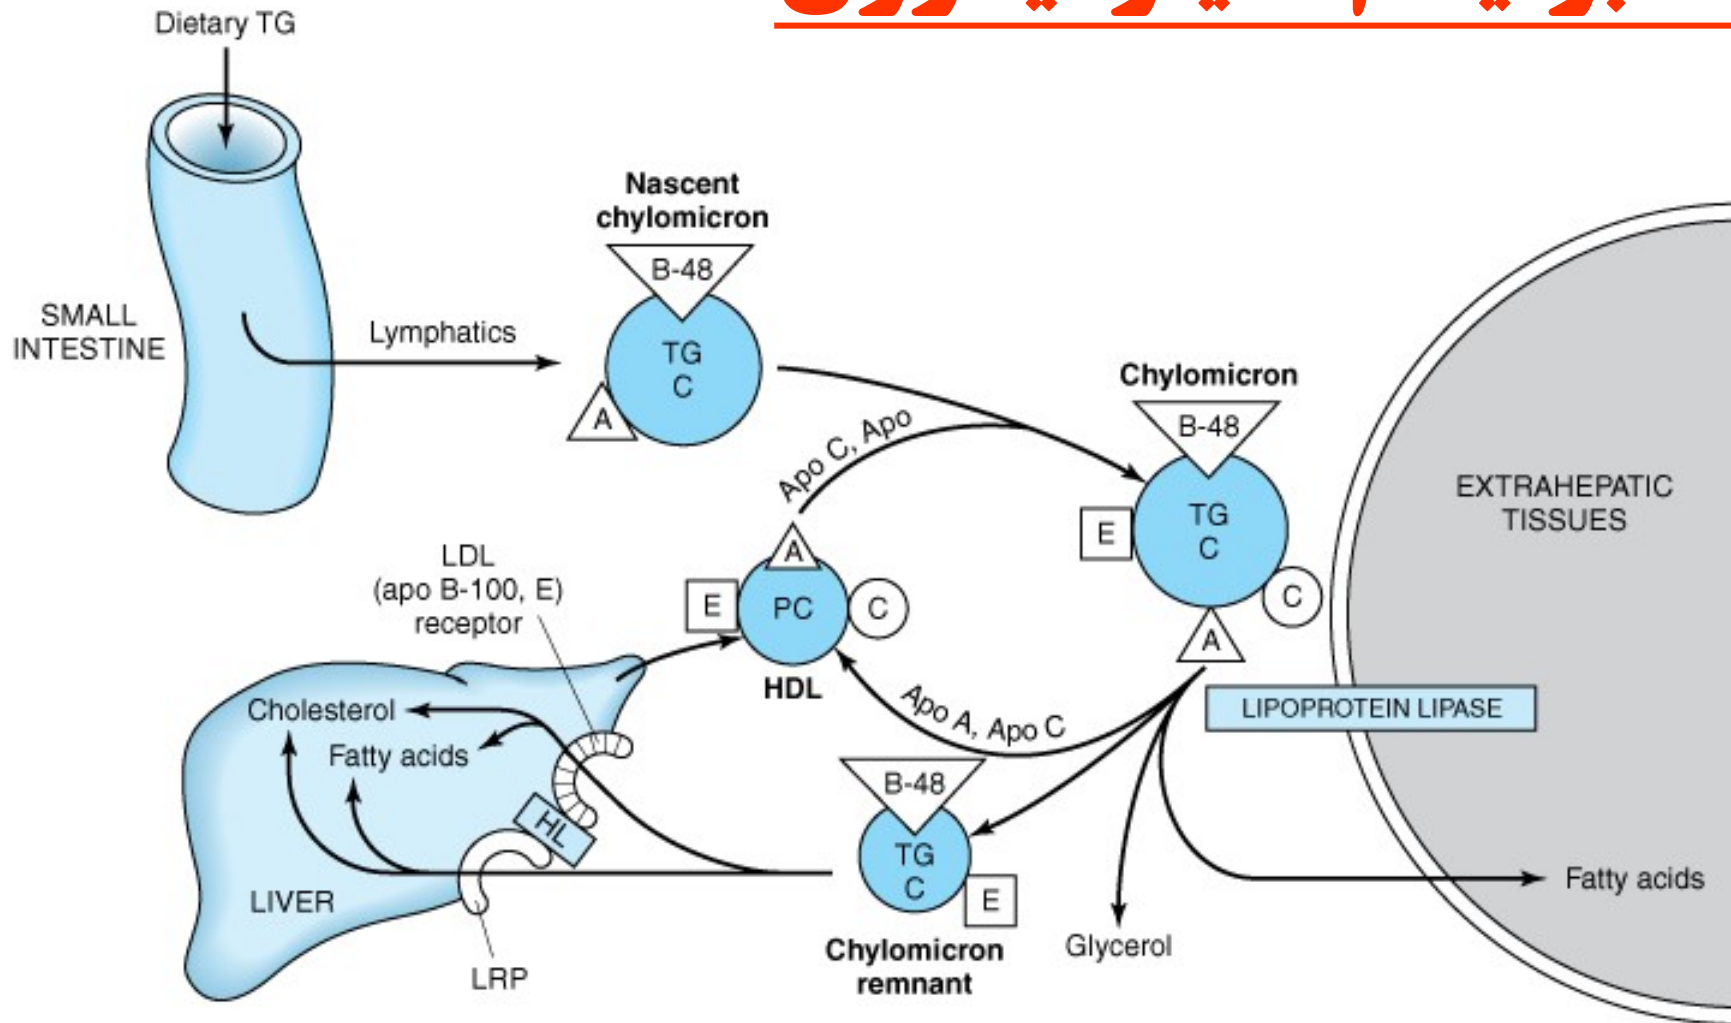 Dietary TG
Nascent
chylomicron
B-48
TG
C
A
SMALL
INTESTINE
Lymphatics
Chylomicron
B-48
TG
C
E
C
A
Apo C, Apo
EXTRAHEPATIC
TISSUES
LDL
(apo B-100, E)
receptor
A
E
PC
C
HDL
LIPOPROTEIN LIPASE
Apo A, Apo C
Cholesterol
Fatty acids
HL
B-48
TG
C
E
LIVER
LRP
Chylomicron
remnant
Glycerol
Fatty acids